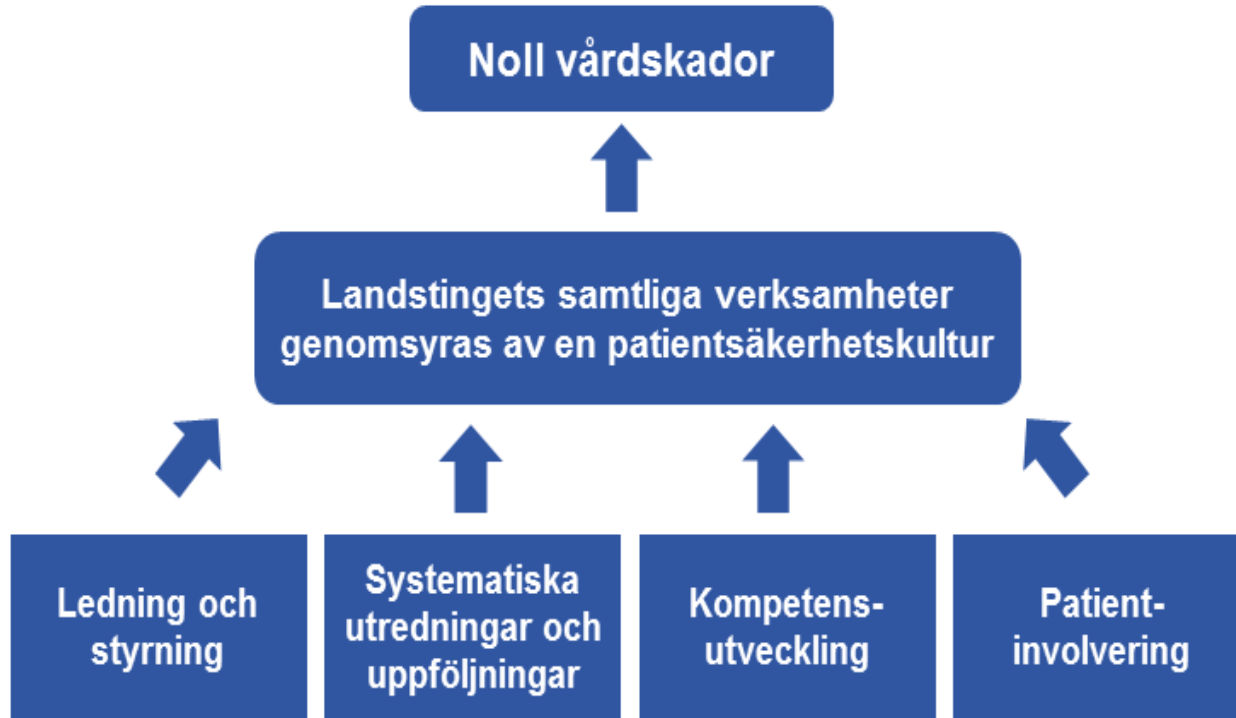 Noll vårdskador
Landstingets samtliga verksamheter
genomsyras av en patientsäkerhetskultur
Ledning och
styrning
Systematiska
utredningar och
uppföljningar
Kompetens-
utveckling
Patient-
involvering